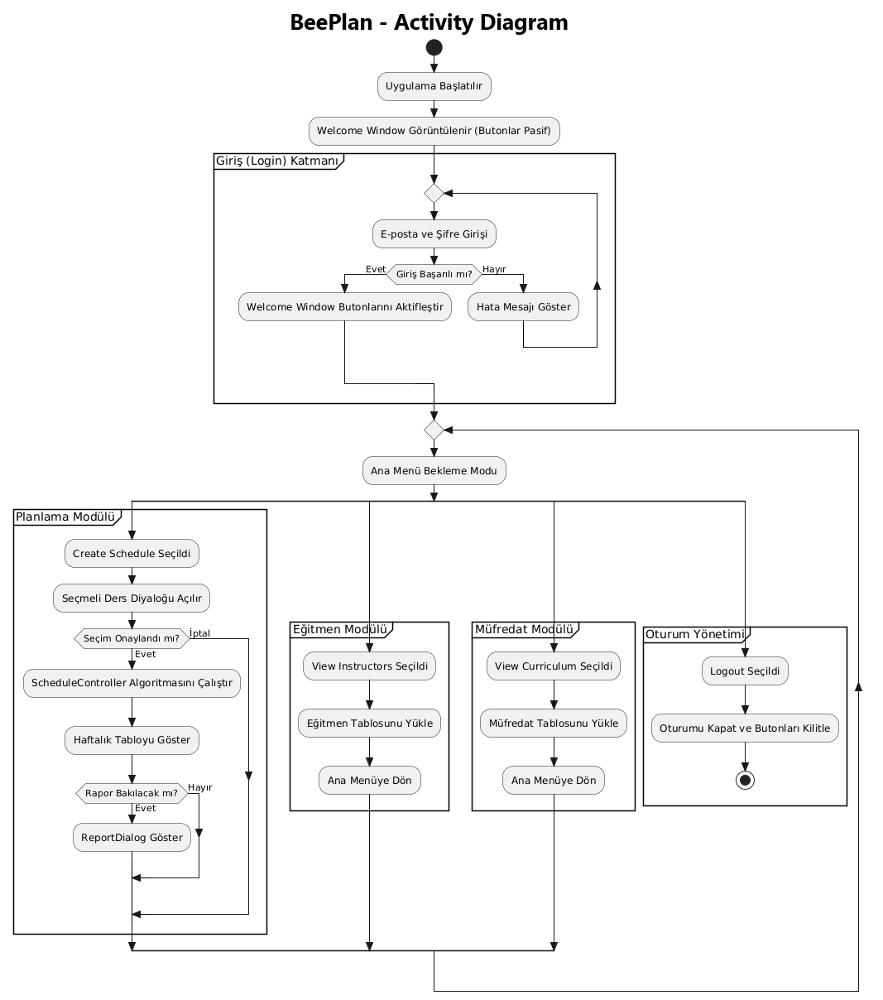 BeePlan - Activity Diagram
Uygulama Başlatılır
Welcome Window Görüntülenir (Butonlar Pasif)
Giriş (Login) Katmanı
E-posta ve Şifre Girişi
Evet
Giriş Başarılı mı?
Hayır
Welcome Window Butonlarını Aktifleştir
Hata Mesajı Göster
Ana Menü Bekleme Modu
Planlama Modülü
Create Schedule Seçildi
Seçmeli Ders Diyaloğu Açılır
Seçim Onaylandı mı?
İptal
Evet
ScheduleController Algoritmasını Çalıştır
Haftalık Tabloyu Göster
Rapor Bakılacak mı?
Hayır
Evet
ReportDialog Göster
Eğitmen Modülü
View Instructors Seçildi
Eğitmen Tablosunu Yükle
Ana Menüye Dön
Müfredat Modülü
View Curriculum Seçildi
Müfredat Tablosunu Yükle
Ana Menüye Dön
Oturum Yönetimi
Logout Seçildi
Oturumu Kapat ve Butonları Kilitle